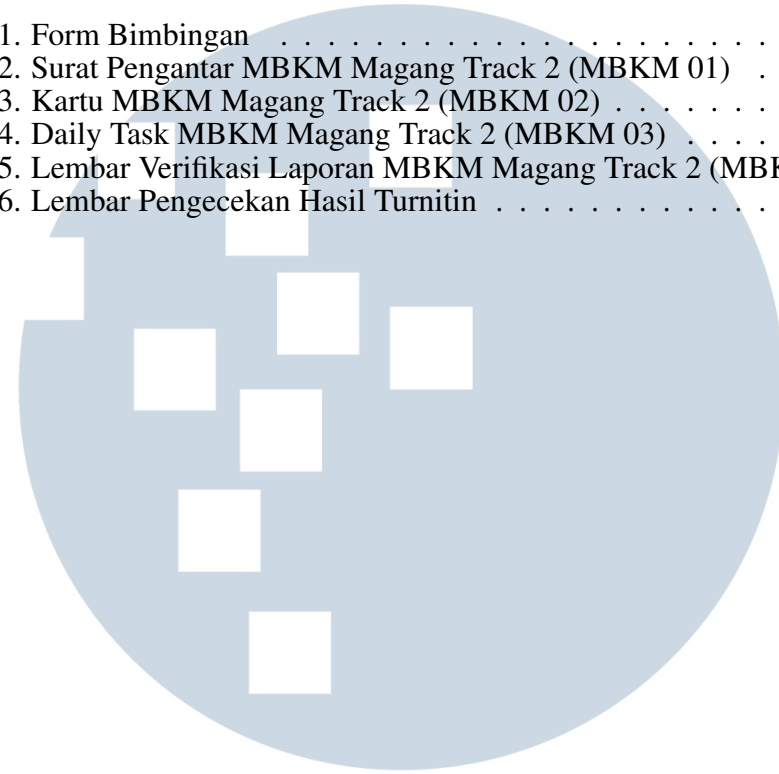 1. Form Bimbingan . . . . . . . . . . . . . . . . . . . . .
2. Surat Pengantar MBKM Magang Track 2 (MBKM 01) .
3. Kartu MBKM Magang Track 2 (MBKM 02) . . . . . . .
4. Daily Task MBKM Magang Track 2 (MBKM 03) . . . .
5. Lembar Verifikasi Laporan MBKM Magang Track 2 (MBK
6. Lembar Pengecekan Hasil Turnitin . . . . . . . . . . . .